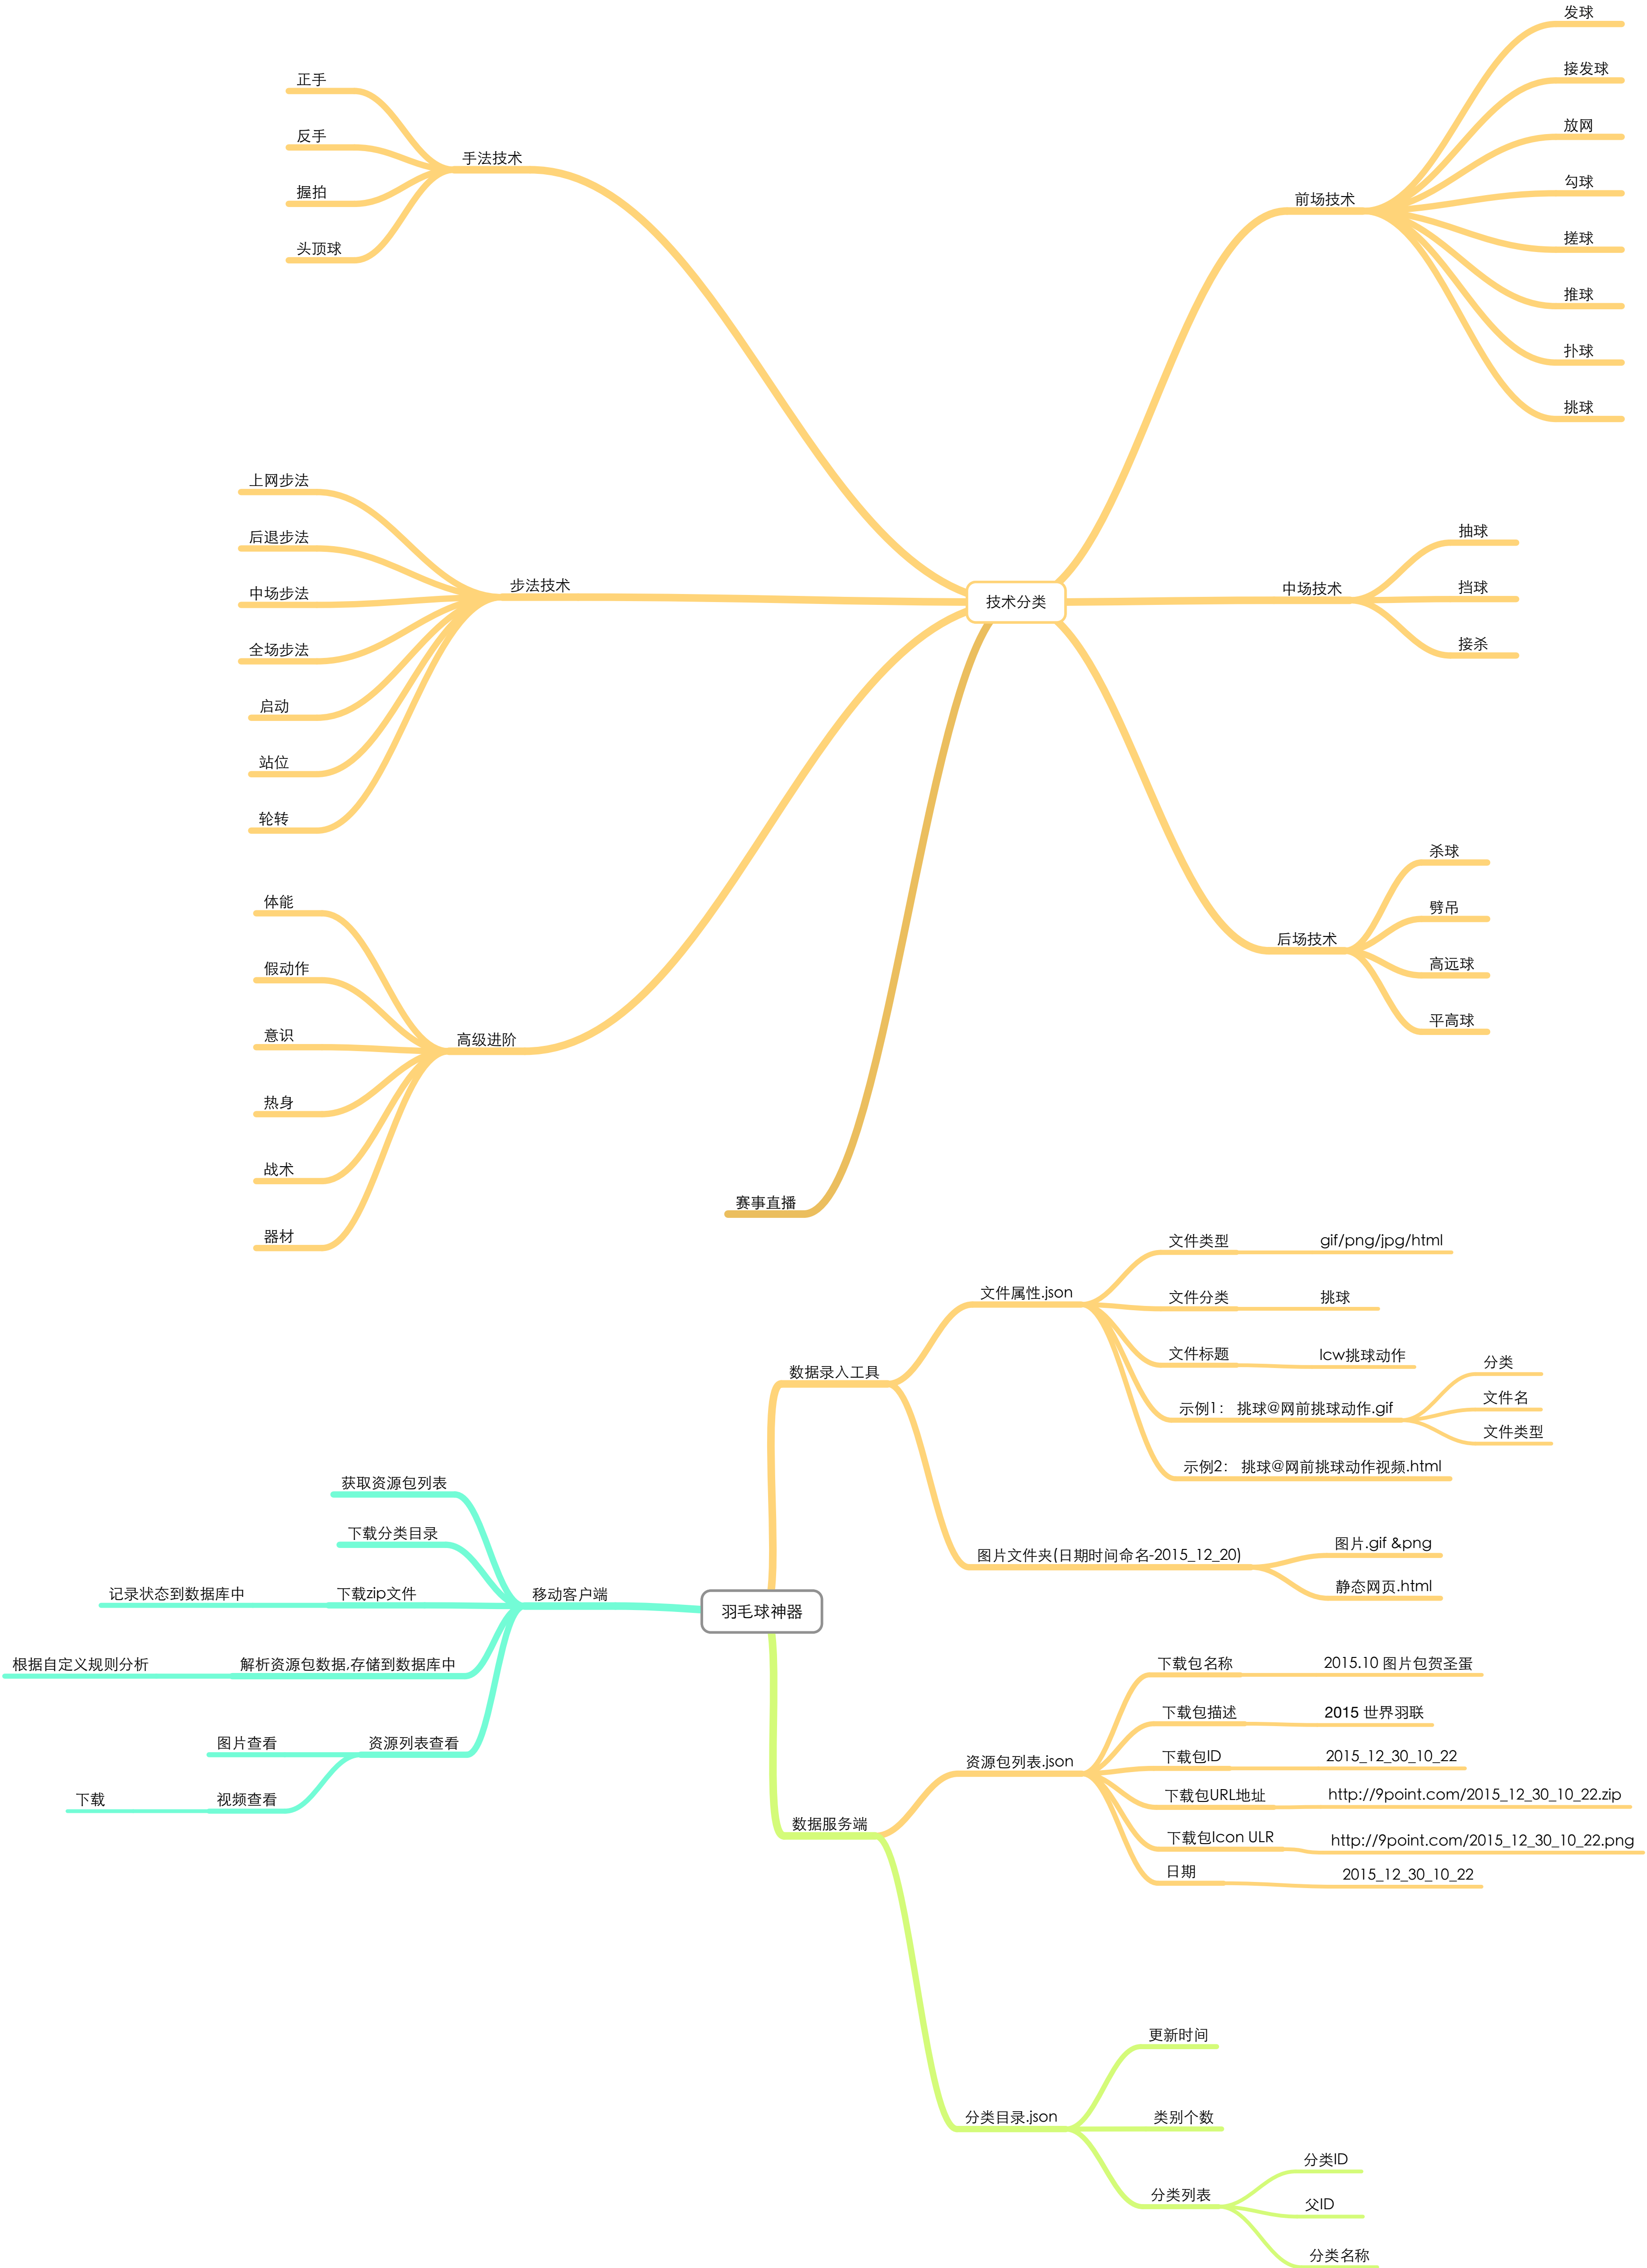 技术分类
前场技术
发球
接发球
放网
勾球
搓球
推球
扑球
挑球
中场技术
抽球
挡球
接杀
后场技术
杀球
劈吊
高远球
平高球
手法技术
正手
反手
握拍
头顶球
步法技术
上网步法
后退步法
中场步法
全场步法
启动
站位
轮转
高级进阶
体能
假动作
意识
热身
战术
器材
赛事直播
羽毛球神器
数据录入工具
文件属性.json
文件类型
gif/png/jpg/html
文件分类
挑球
文件标题
lcw挑球动作
示例1： 挑球@网前挑球动作.gif
分类
文件名
文件类型
示例2： 挑球@网前挑球动作视频.html
图片文件夹(日期时间命名-2015_12_20)
图片.gif &png
静态网页.html
移动客户端
获取资源包列表
下载分类目录
下载zip文件
记录状态到数据库中
解析资源包数据,存储到数据库中
根据自定义规则分析
资源列表查看
图片查看
视频查看
下载
数据服务端
资源包列表.json
下载包名称
2015.10 图片包贺圣蛋
下载包描述
2015 世界羽联
下载包ID
2015_12_30_10_22
下载包URL地址
http://9point.com/2015_12_30_10_22.zip
下载包Icon ULR
http://9point.com/2015_12_30_10_22.png
日期
2015_12_30_10_22
分类目录.json
更新时间
类别个数
分类列表
分类ID
父ID
分类名称